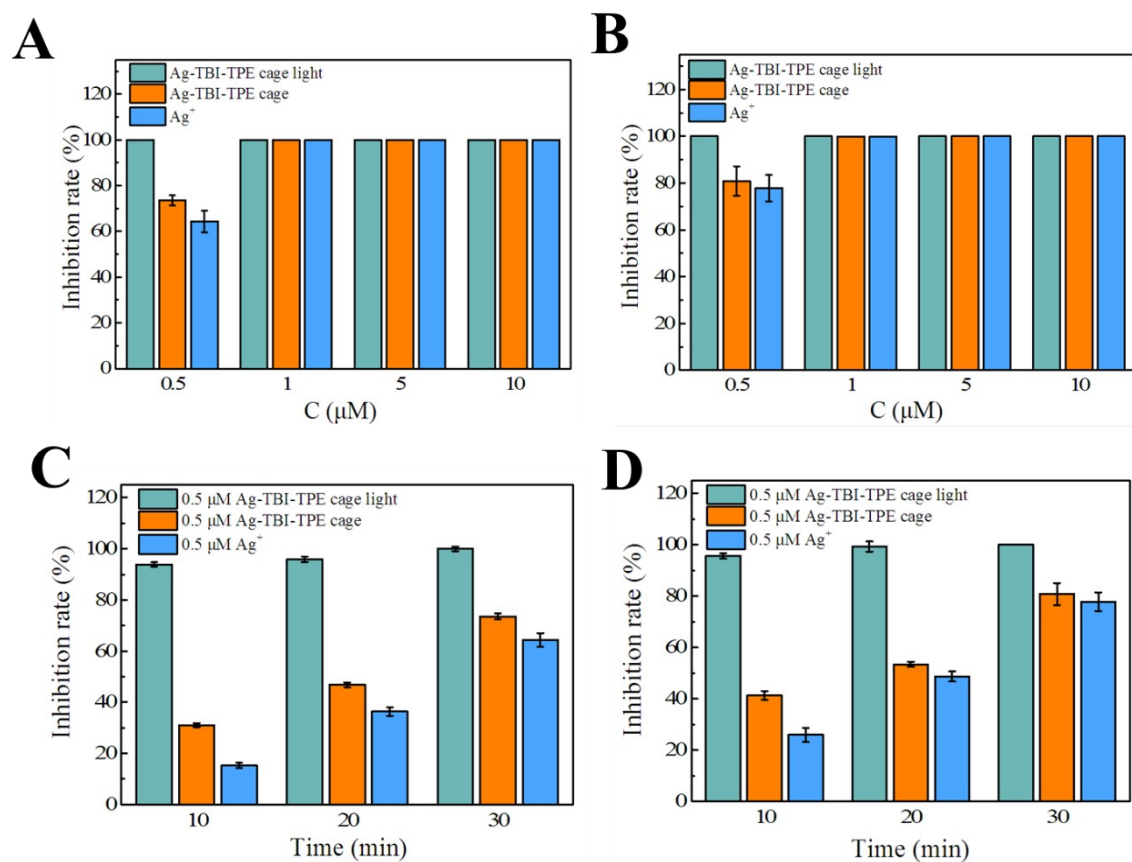 A
Ag-TBI-TPE cage light
Ag-TBI-TPE cage
Ag⁺
Inhibition rate (%)
120
100
80
60
40
20
0
0.5 1 5 10
C (μM)
B
Ag-TBI-TPE cage light
Ag-TBI-TPE cage
Ag⁺
Inhibition rate (%)
120
100
80
60
40
20
0
0.5 1 5 10
C (μM)
C
0.5 μM Ag-TBI-TPE cage light
0.5 μM Ag-TBI-TPE cage
0.5 μM Ag⁺
Inhibition rate (%)
120
100
80
60
40
20
0
10 20 30
Time (min)
D
0.5 μM Ag-TBI-TPE cage light
0.5 μM Ag-TBI-TPE cage
0.5 μM Ag⁺
Inhibition rate (%)
120
100
80
60
40
20
0
10 20 30
Time (min)